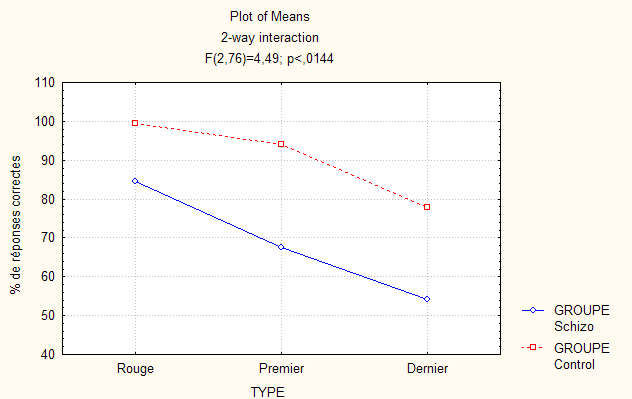 Plot of Means
2-way interaction
F(2,76)=4,49; p<,0144
% de réponses correctes
110
100
90
80
70
60
50
40
Rouge Premier Dernier
TYPE
GROUPE
Schizo
GROUPE
Control